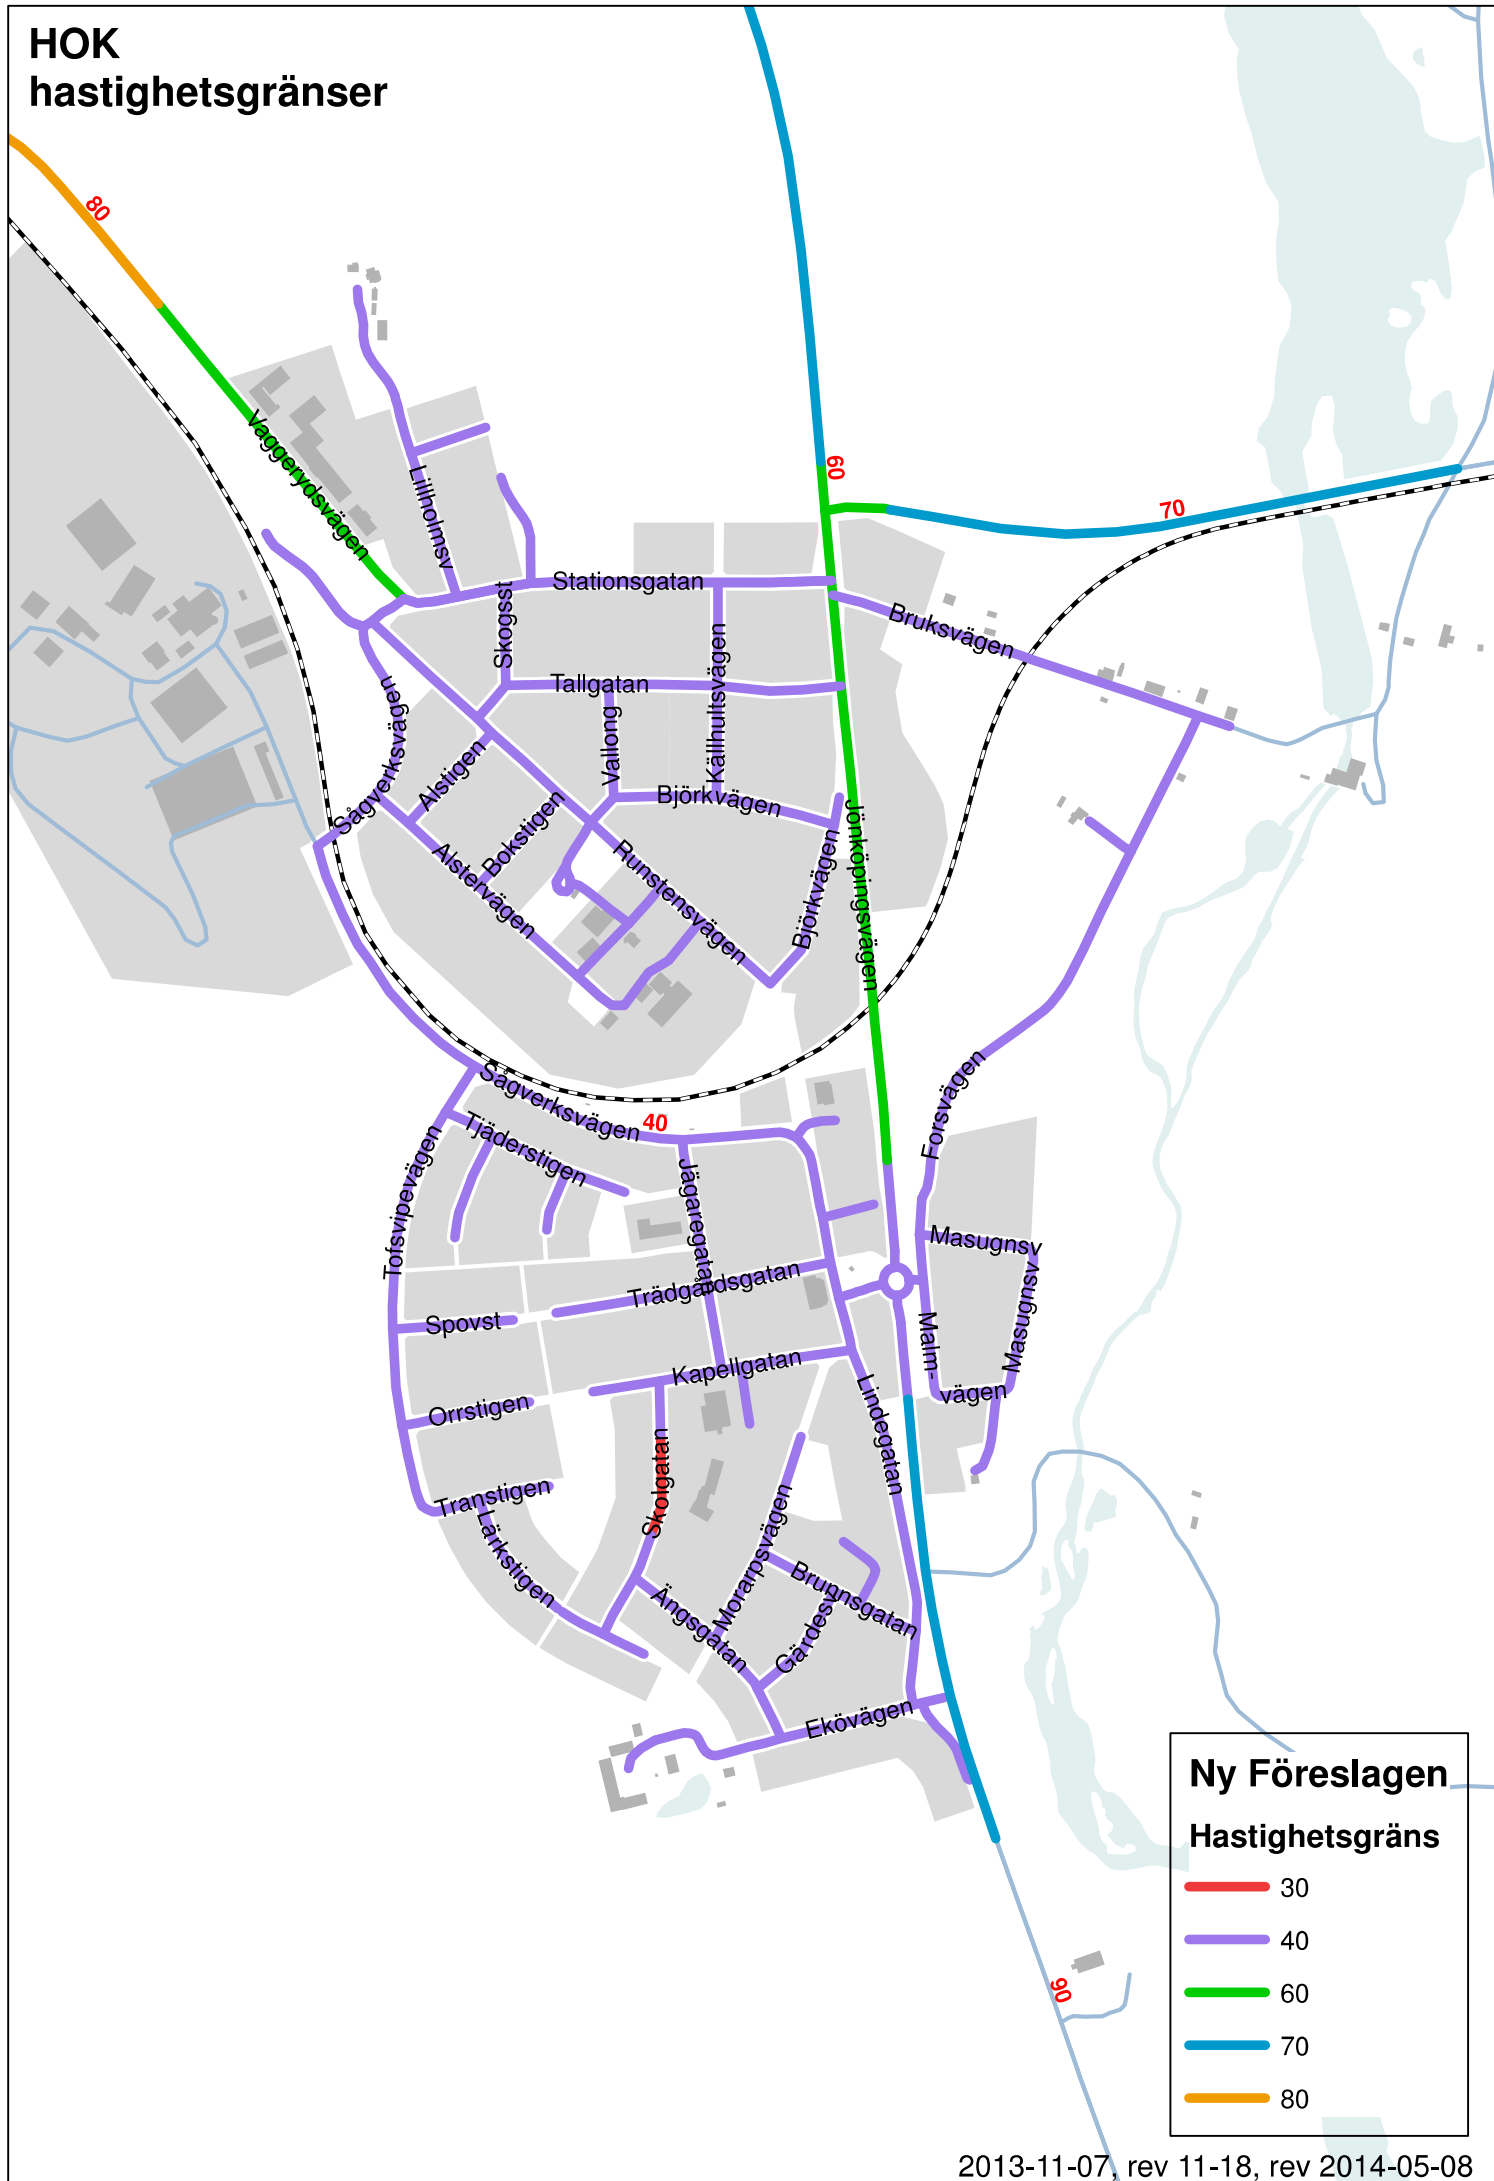 HOK
hastighetsgränser
80
Vaggerydsvägen
Lillholmsv
60
70
Stationsgatan
Skogsst
Bruksvägen
Källhultsvägen
Tallgatan
Sågverksvägen
Vallong
Alstigen
Björkvägen
Bokstigen
Alstervägen
Runstensvägen
Björkvägen
Jönköpingsvägen
Sågverksvägen
40
Forsvägen
Tjäderstigen
Tofsvipevägen
Jägaregatan
Masugnsv
Masugnsv
Trädgårdsgatan
Spovst
Malm-
vägen
Kapellgatan
Orrstigen
Lindegatan
Skolgatan
Transtigen
Lärkstigen
Morarpsvägen
Brunnsgatan
Ängsgatan
Gärdesv
Ekövägen
90
Ny Föreslagen
Hastighetsgräns
30
40
60
70
80
2013-11-07, rev 11-18, rev 2014-05-08